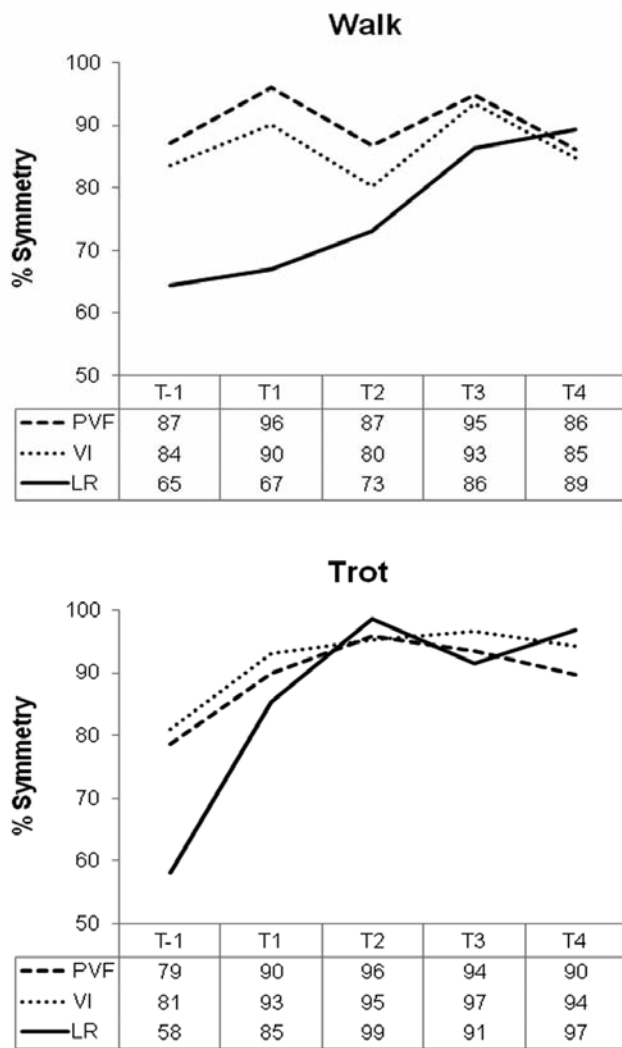 Walk
100
90
80
70
60
50
% Symmetry
T-1 T1 T2 T3 T4
PVF 87 96 87 95 86
VI 84 90 80 93 85
LR 65 67 73 86 89
Trot
100
90
80
70
60
50
% Symmetry
T-1 T1 T2 T3 T4
PVF 79 90 96 94 90
VI 81 93 95 97 94
LR 58 85 99 91 97